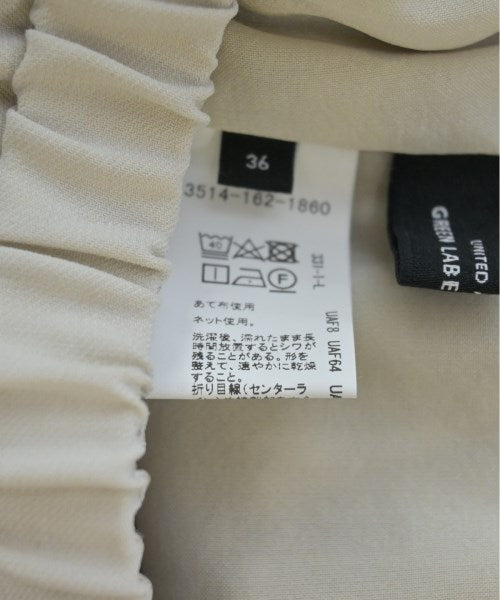 36
3514-162-1860
40
F
あて布使用
ネット使用。
洗濯後、濡れたまま長
時間放置するとシワが
残ることがある。形を
整えて、速やかに乾燥
すること。
折り目線(センターラ
UAF8 UAF64
UNITED
GREEN LABE